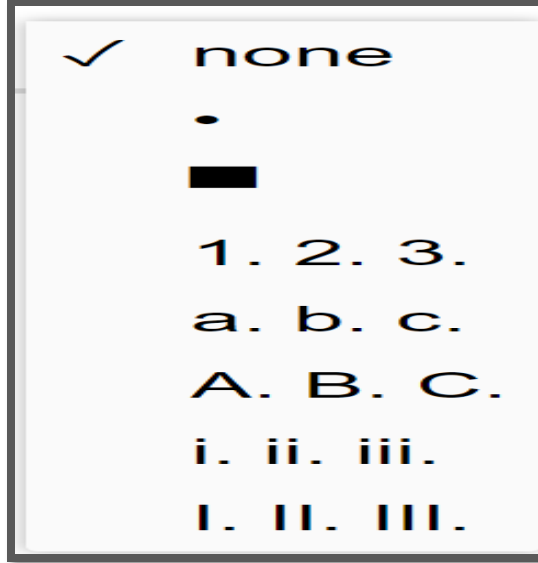 ✓ none
•
▬
1. 2. 3.
a. b. c.
A. B. C.
i. ii. iii.
I. II. III.